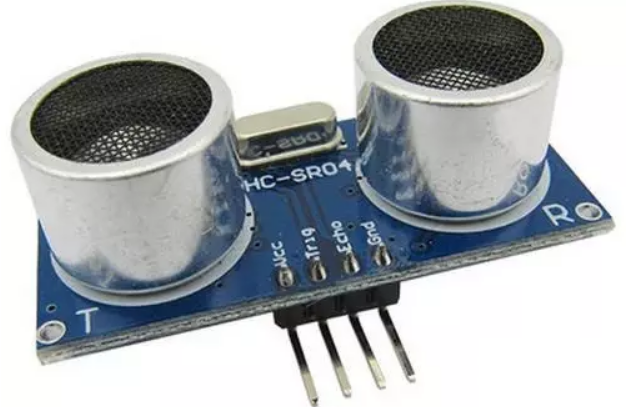 HC-SR04
Vcc
Trig
Echo
Gnd
T
R